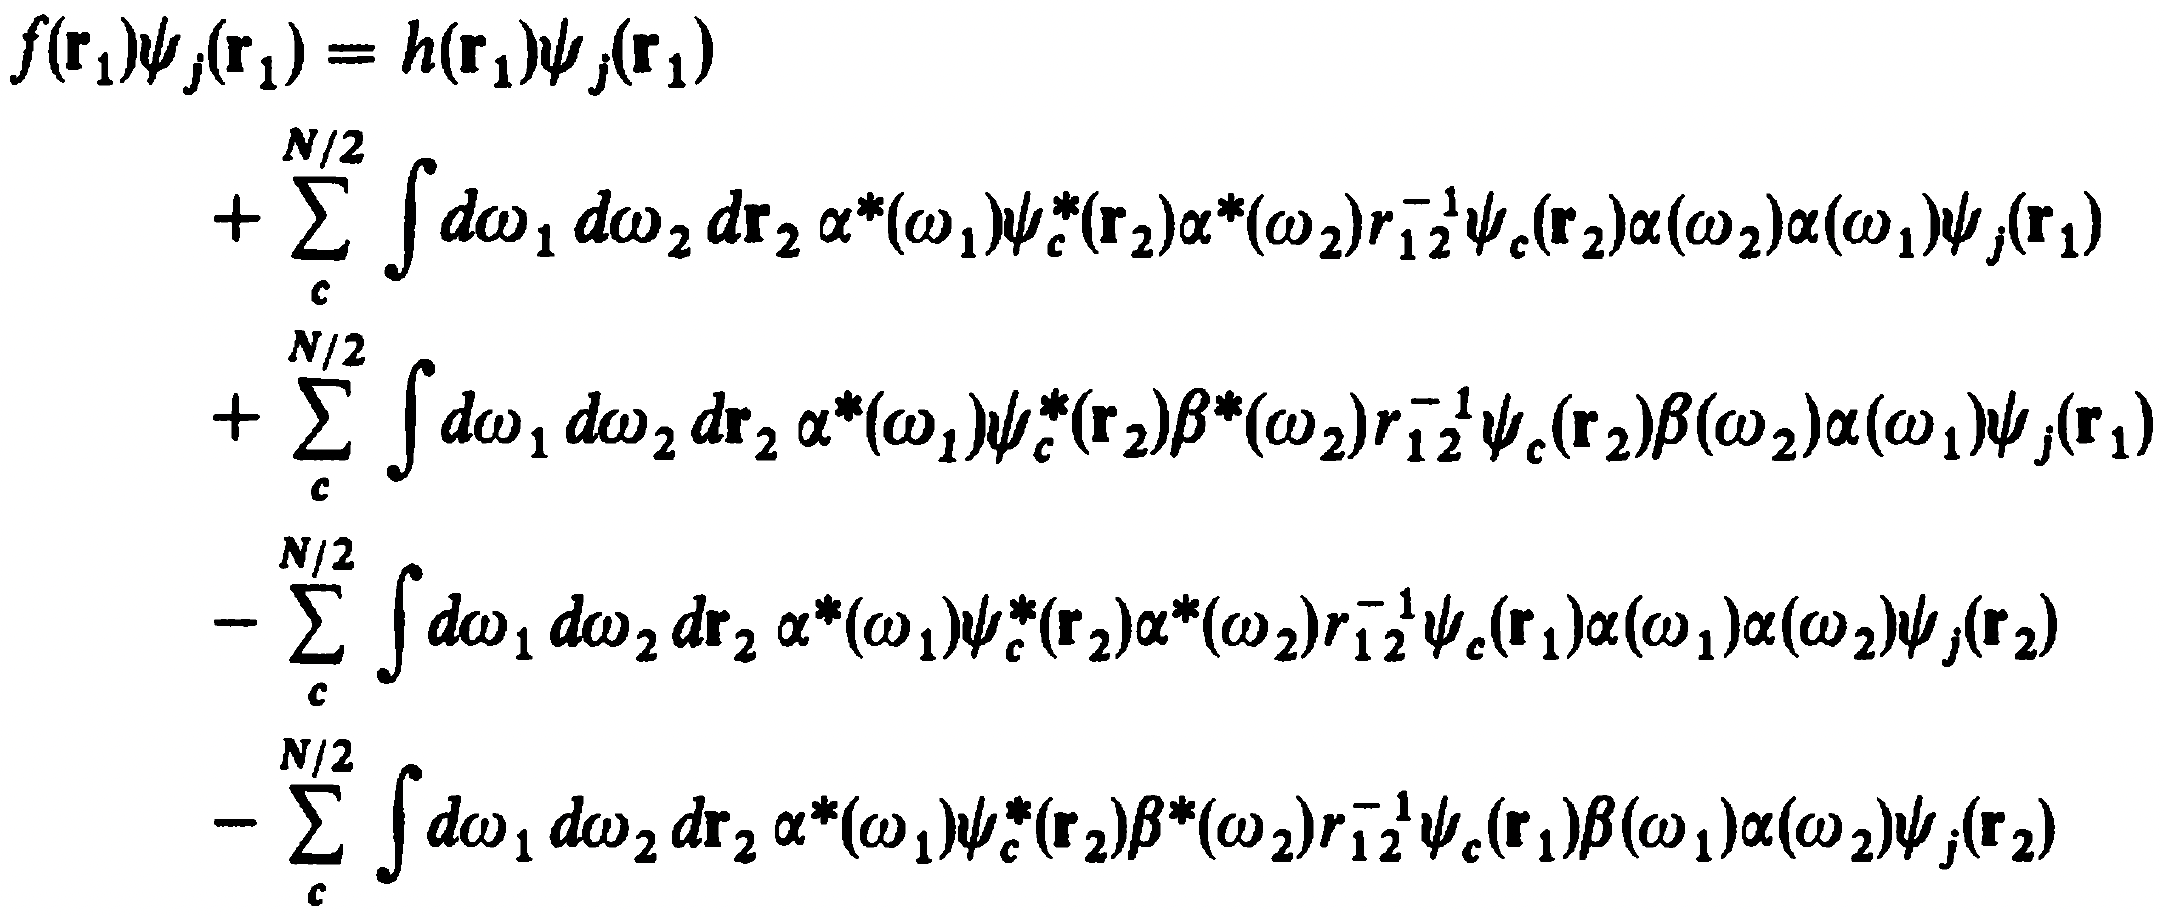 f(r₁)ψⱼ(r₁) = h(r₁)ψⱼ(r₁)
+ ∑_c^{N/2} ∫dω₁ dω₂ dr₂ α*(ω₁)ψ_c*(r₂)α*(ω₂)r₁₂⁻¹ψ_c(r₂)α(ω₂)α(ω₁)ψⱼ(r₁)
+ ∑_c^{N/2} ∫dω₁ dω₂ dr₂ α*(ω₁)ψ_c*(r₂)β*(ω₂)r₁₂⁻¹ψ_c(r₂)β(ω₂)α(ω₁)ψⱼ(r₁)
− ∑_c^{N/2} ∫dω₁ dω₂ dr₂ α*(ω₁)ψ_c*(r₂)α*(ω₂)r₁₂⁻¹ψ_c(r₁)α(ω₁)α(ω₂)ψⱼ(r₂)
− ∑_c^{N/2} ∫dω₁ dω₂ dr₂ α*(ω₁)ψ_c*(r₂)β*(ω₂)r₁₂⁻¹ψ_c(r₁)β(ω₁)α(ω₂)ψⱼ(r₂)